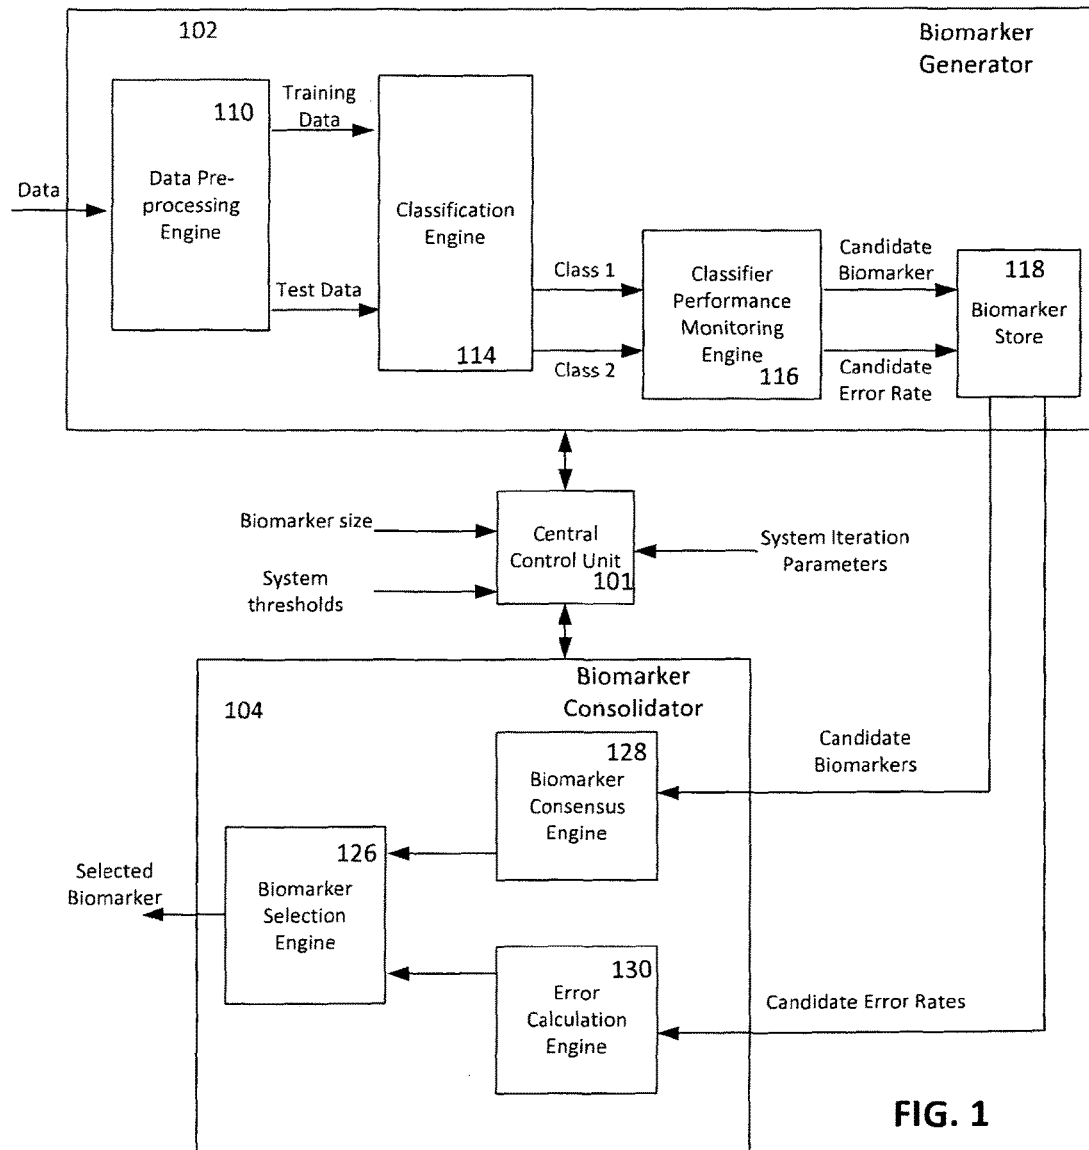 102
Biomarker
Generator
110
Data Pre-
processing
Engine
Data
Training
Data
Test Data
Classification
Engine
114
Class 1
Class 2
Classifier
Performance
Monitoring
Engine
116
Candidate
Biomarker
Candidate
Error Rate
118
Biomarker
Store
Biomarker size
System
thresholds
Central
Control Unit
101
System Iteration
Parameters
Biomarker
Consolidator
104
128
Biomarker
Consensus
Engine
Candidate
Biomarkers
126
Biomarker
Selection
Engine
Selected
Biomarker
130
Error
Calculation
Engine
Candidate Error Rates
FIG. 1